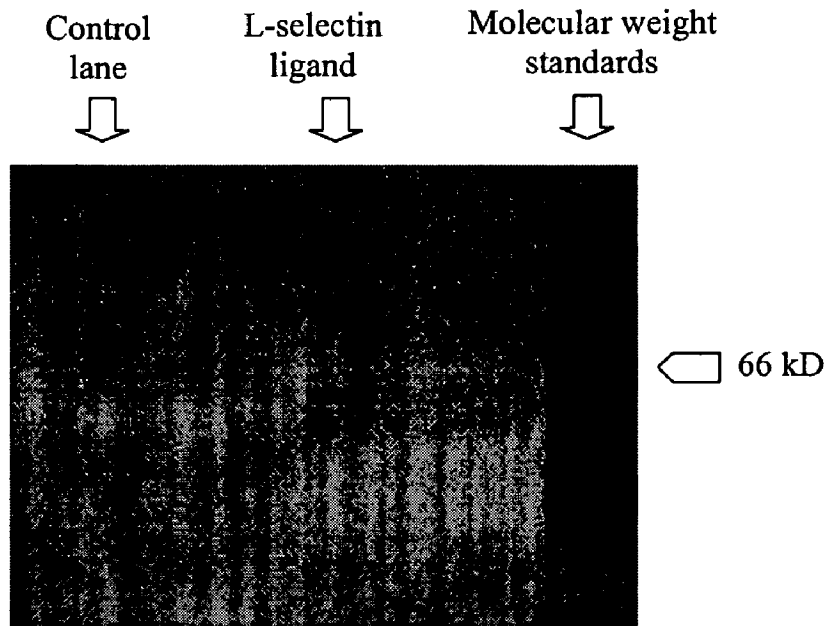 Control
lane
L-selectin
ligand
Molecular weight
standards
66 kD